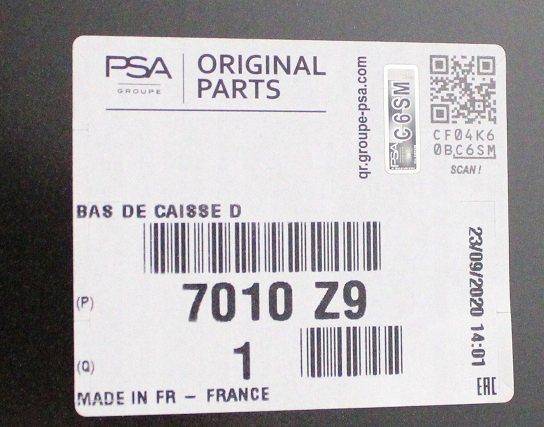 PSA
GROUPE
ORIGINAL
PARTS
qr.groupe-psa.com
PSA C6SM
CF04K6
0BC6SM
SCAN!
BAS DE CAISSE D
(P) 7010 Z9
(Q) 1
MADE IN FR - FRANCE
23/09/2020 14:01
EAC